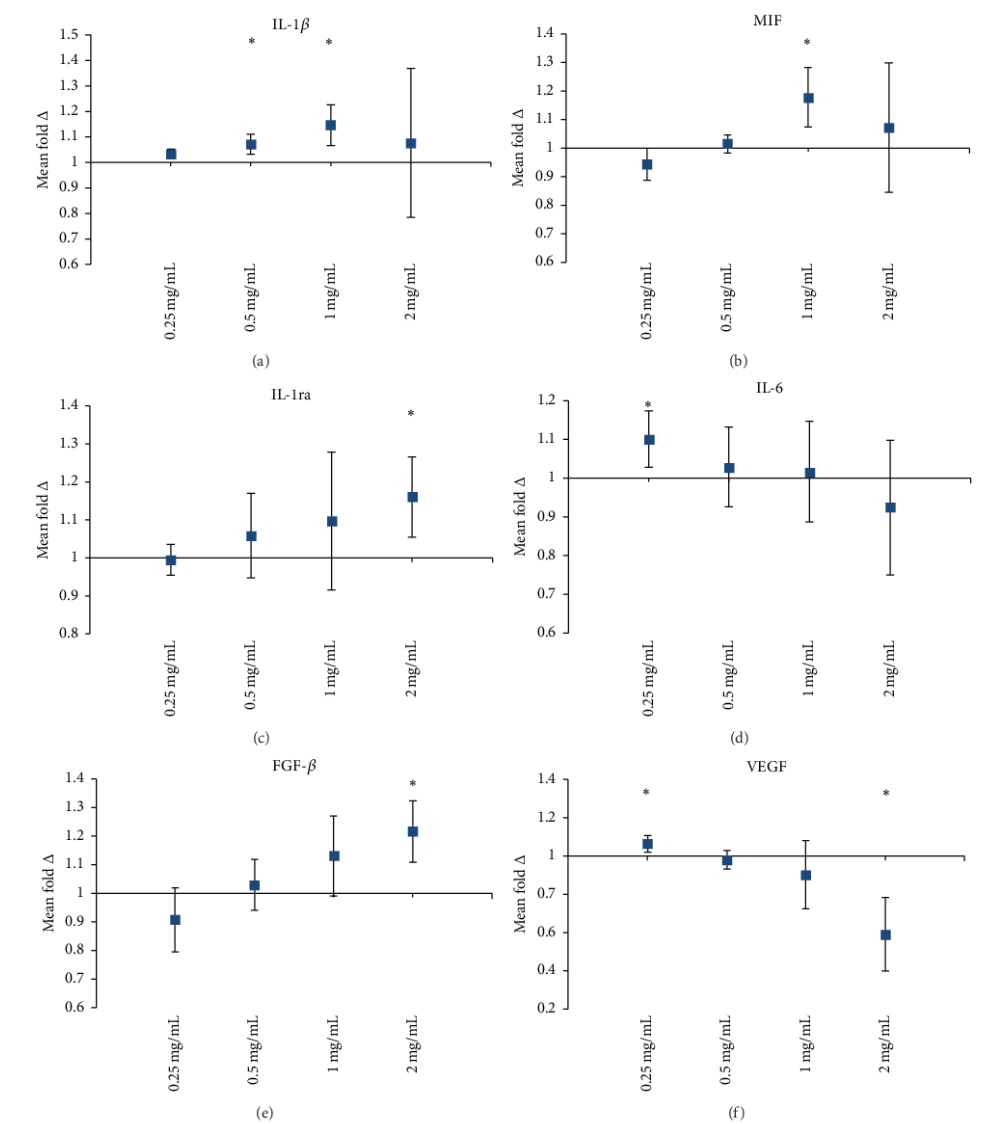 IL-1β
Mean fold Δ
1.5
1.4
1.3
1.2
1.1
1
0.9
0.8
0.7
0.6
* *
0.25 mg/mL
0.5 mg/mL
1 mg/mL
2 mg/mL
(a)
MIF
Mean fold Δ
1.4
1.3
1.2
1.1
1
0.9
0.8
0.7
0.6
*
0.25 mg/mL
0.5 mg/mL
1 mg/mL
2 mg/mL
(b)
IL-1ra
Mean fold Δ
1.4
1.3
1.2
1.1
1
0.9
0.8
*
0.25 mg/mL
0.5 mg/mL
1 mg/mL
2 mg/mL
(c)
IL-6
Mean fold Δ
1.2
1.1
1
0.9
0.8
0.7
0.6
*
0.25 mg/mL
0.5 mg/mL
1 mg/mL
2 mg/mL
(d)
FGF-β
Mean fold Δ
1.4
1.3
1.2
1.1
1
0.9
0.8
0.7
0.6
*
0.25 mg/mL
0.5 mg/mL
1 mg/mL
2 mg/mL
(e)
VEGF
Mean fold Δ
1.4
1.2
1
0.7
0.6
0.4
0.2
* *
0.25 mg/mL
0.5 mg/mL
1 mg/mL
2 mg/mL
(f)